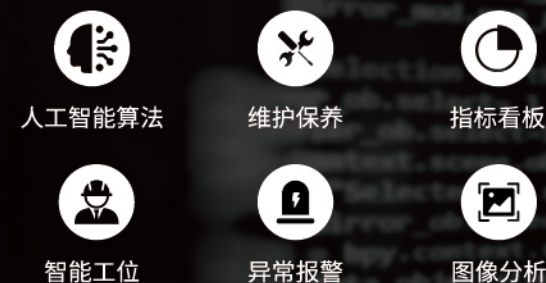 人工智能算法
维护保养
指标看板
智能工位
异常报警
图像分析